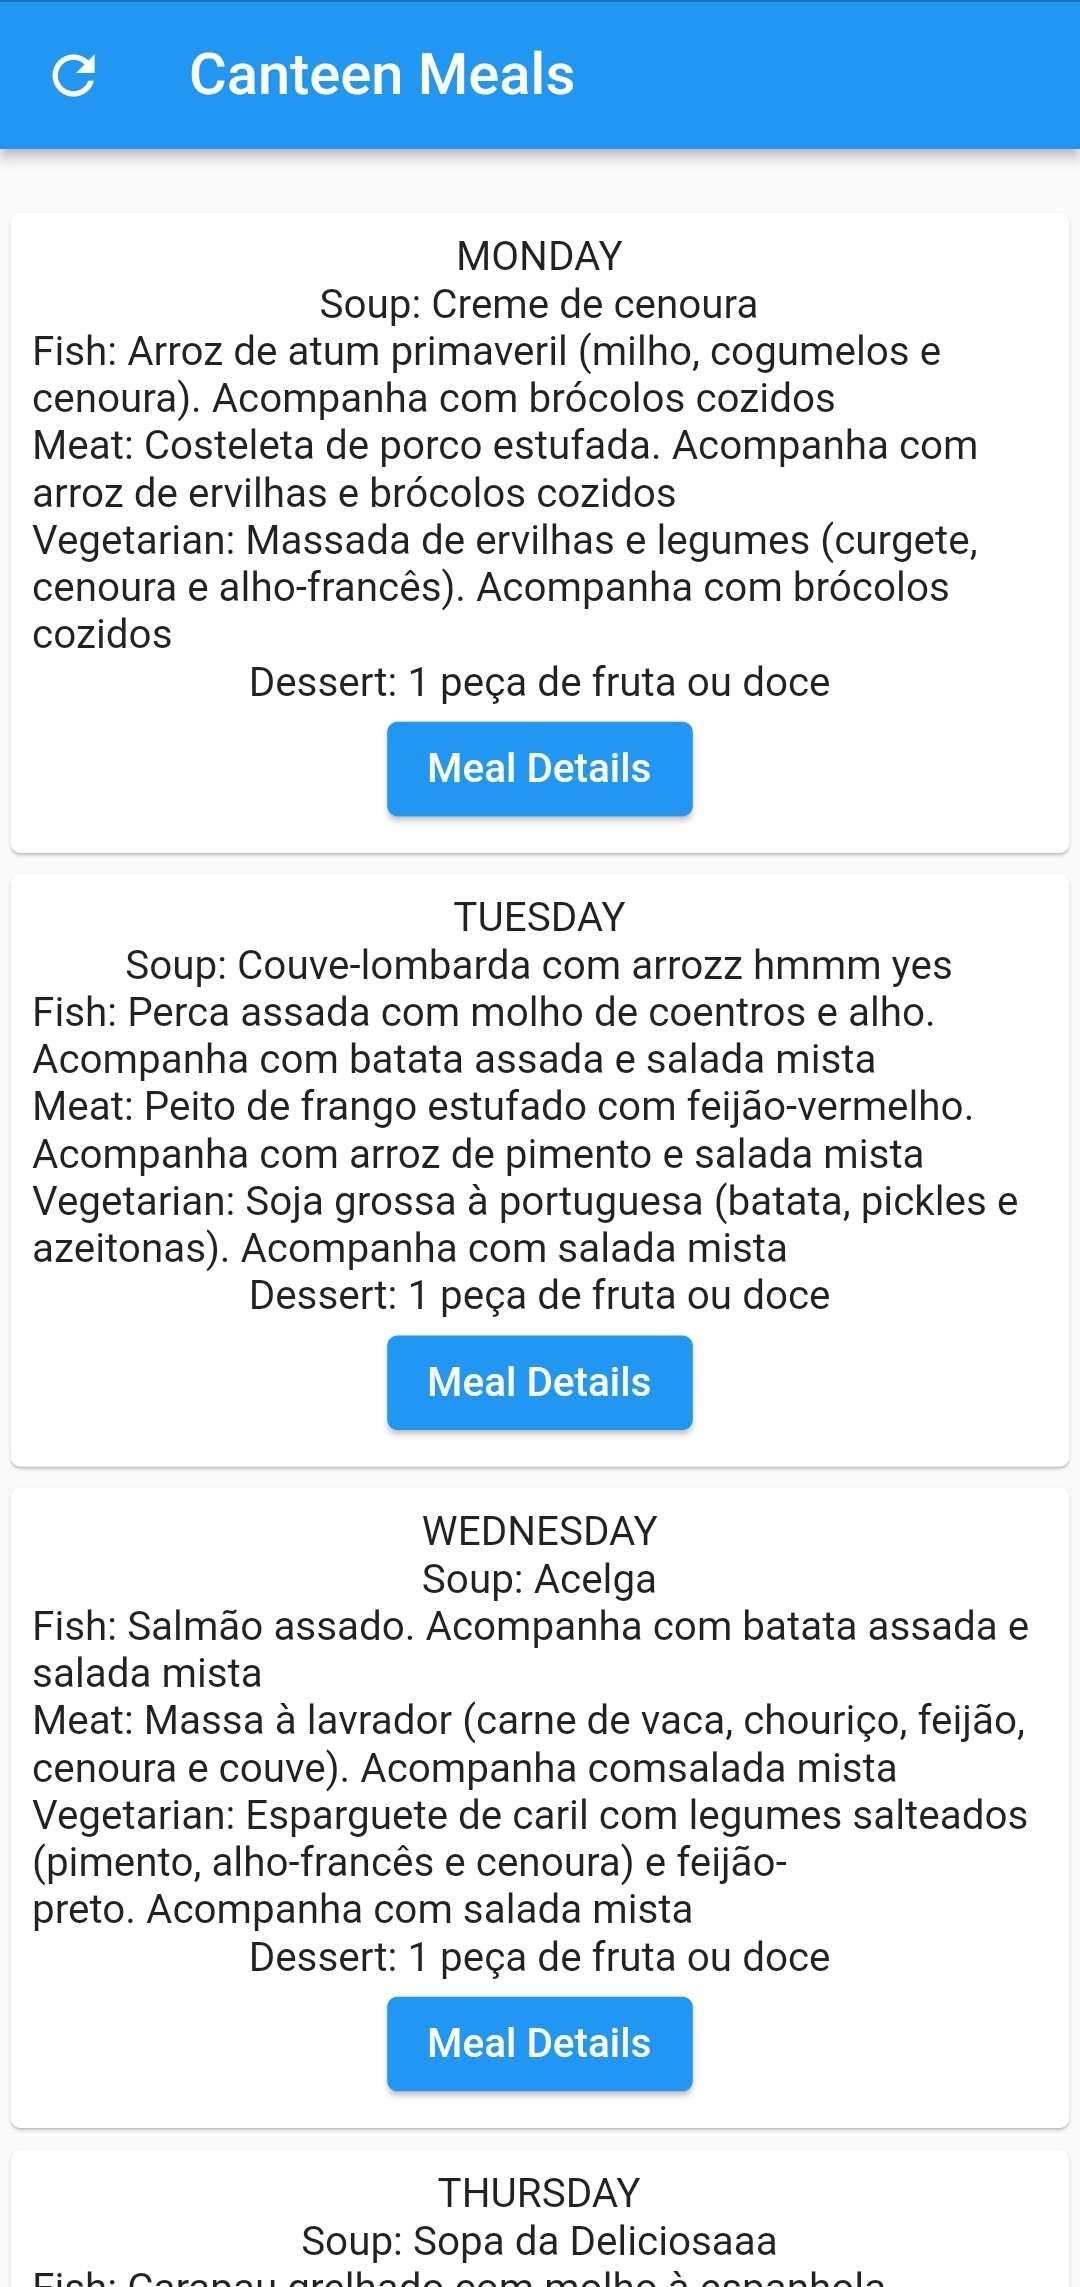 Canteen Meals
MONDAY
Soup: Creme de cenoura
Fish: Arroz de atum primaveril (milho, cogumelos e
cenoura). Acompanha com brócolos cozidos
Meat: Costeleta de porco estufada. Acompanha com
arroz de ervilhas e brócolos cozidos
Vegetarian: Massada de ervilhas e legumes (curgete,
cenoura e alho-francês). Acompanha com brócolos
cozidos
Dessert: 1 peça de fruta ou doce
Meal Details
TUESDAY
Soup: Couve-lombarda com arrozz hmmm yes
Fish: Perca assada com molho de coentros e alho.
Acompanha com batata assada e salada mista
Meat: Peito de frango estufado com feijão-vermelho.
Acompanha com arroz de pimento e salada mista
Vegetarian: Soja grossa à portuguesa (batata, pickles e
azeitonas). Acompanha com salada mista
Dessert: 1 peça de fruta ou doce
Meal Details
WEDNESDAY
Soup: Acelga
Fish: Salmão assado. Acompanha com batata assada e
salada mista
Meat: Massa à lavrador (carne de vaca, chouriço, feijão,
cenoura e couve). Acompanha comsalada mista
Vegetarian: Esparguete de caril com legumes salteados
(pimento, alho-francês e cenoura) e feijão-
preto. Acompanha com salada mista
Dessert: 1 peça de fruta ou doce
Meal Details
THURSDAY
Soup: Sopa da Deliciosaaa
Fish: Carapau grelhado com molho à espanhola